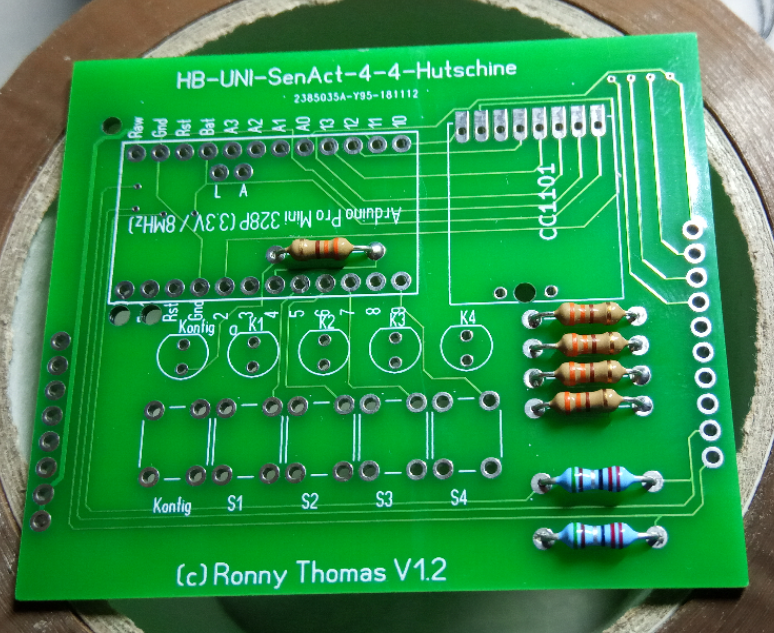 HB-UNI-SenAct-4-4-Hutschine
2385035A-Y95-181112
Raw Gnd Rst Bat A3 A2 A1 A0 13 12 11 10
L A
Arduino Pro Mini 328P (3.3V / 8MHz)
CC1101
Rst Gnd 2 3 4 5 6 7 8 9
Konfig a K1 K2 K3 K4
Konfig S1 S2 S3 S4
(c) Ronny Thomas V1.2